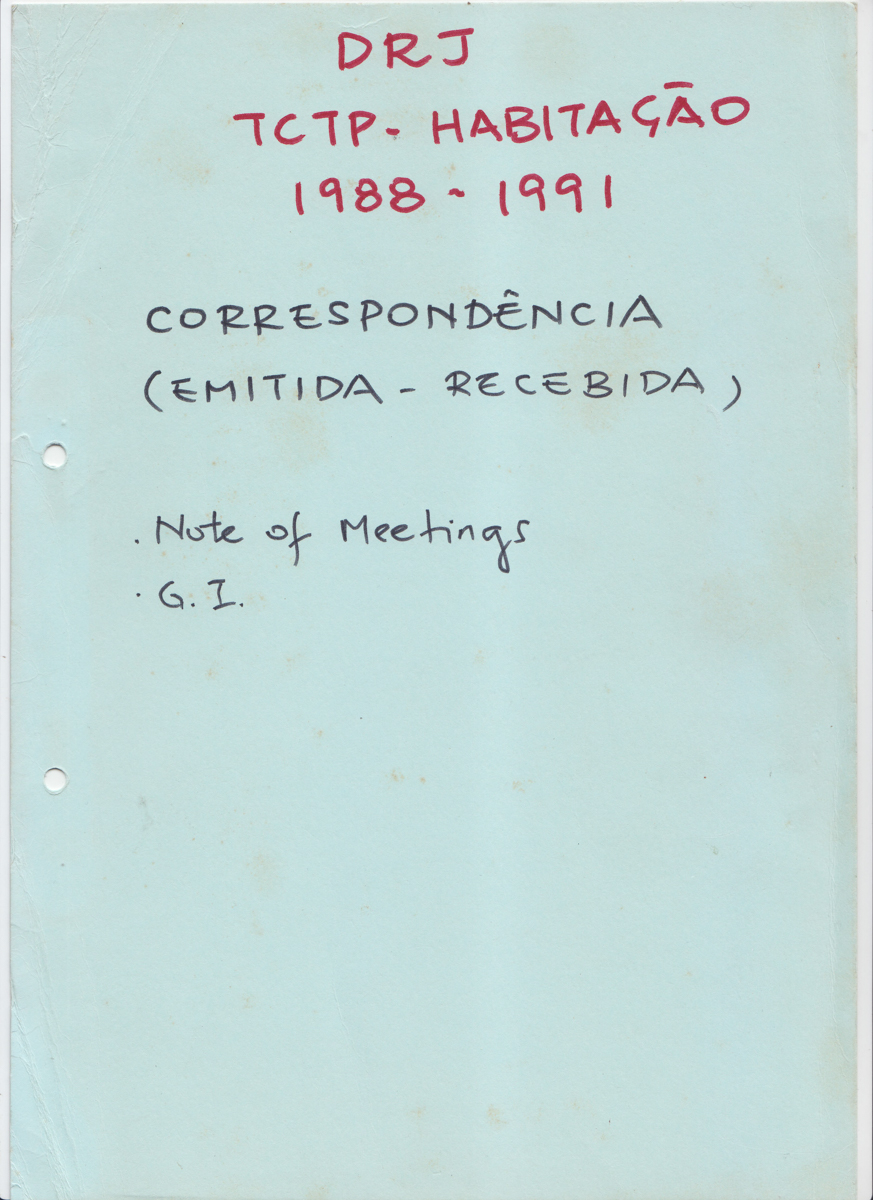 DRJ
TCTP- HABITAÇÃO
1988 - 1991
CORRESPONDÊNCIA
(EMITIDA - RECEBIDA)
. Note of Meetings
. G. I.